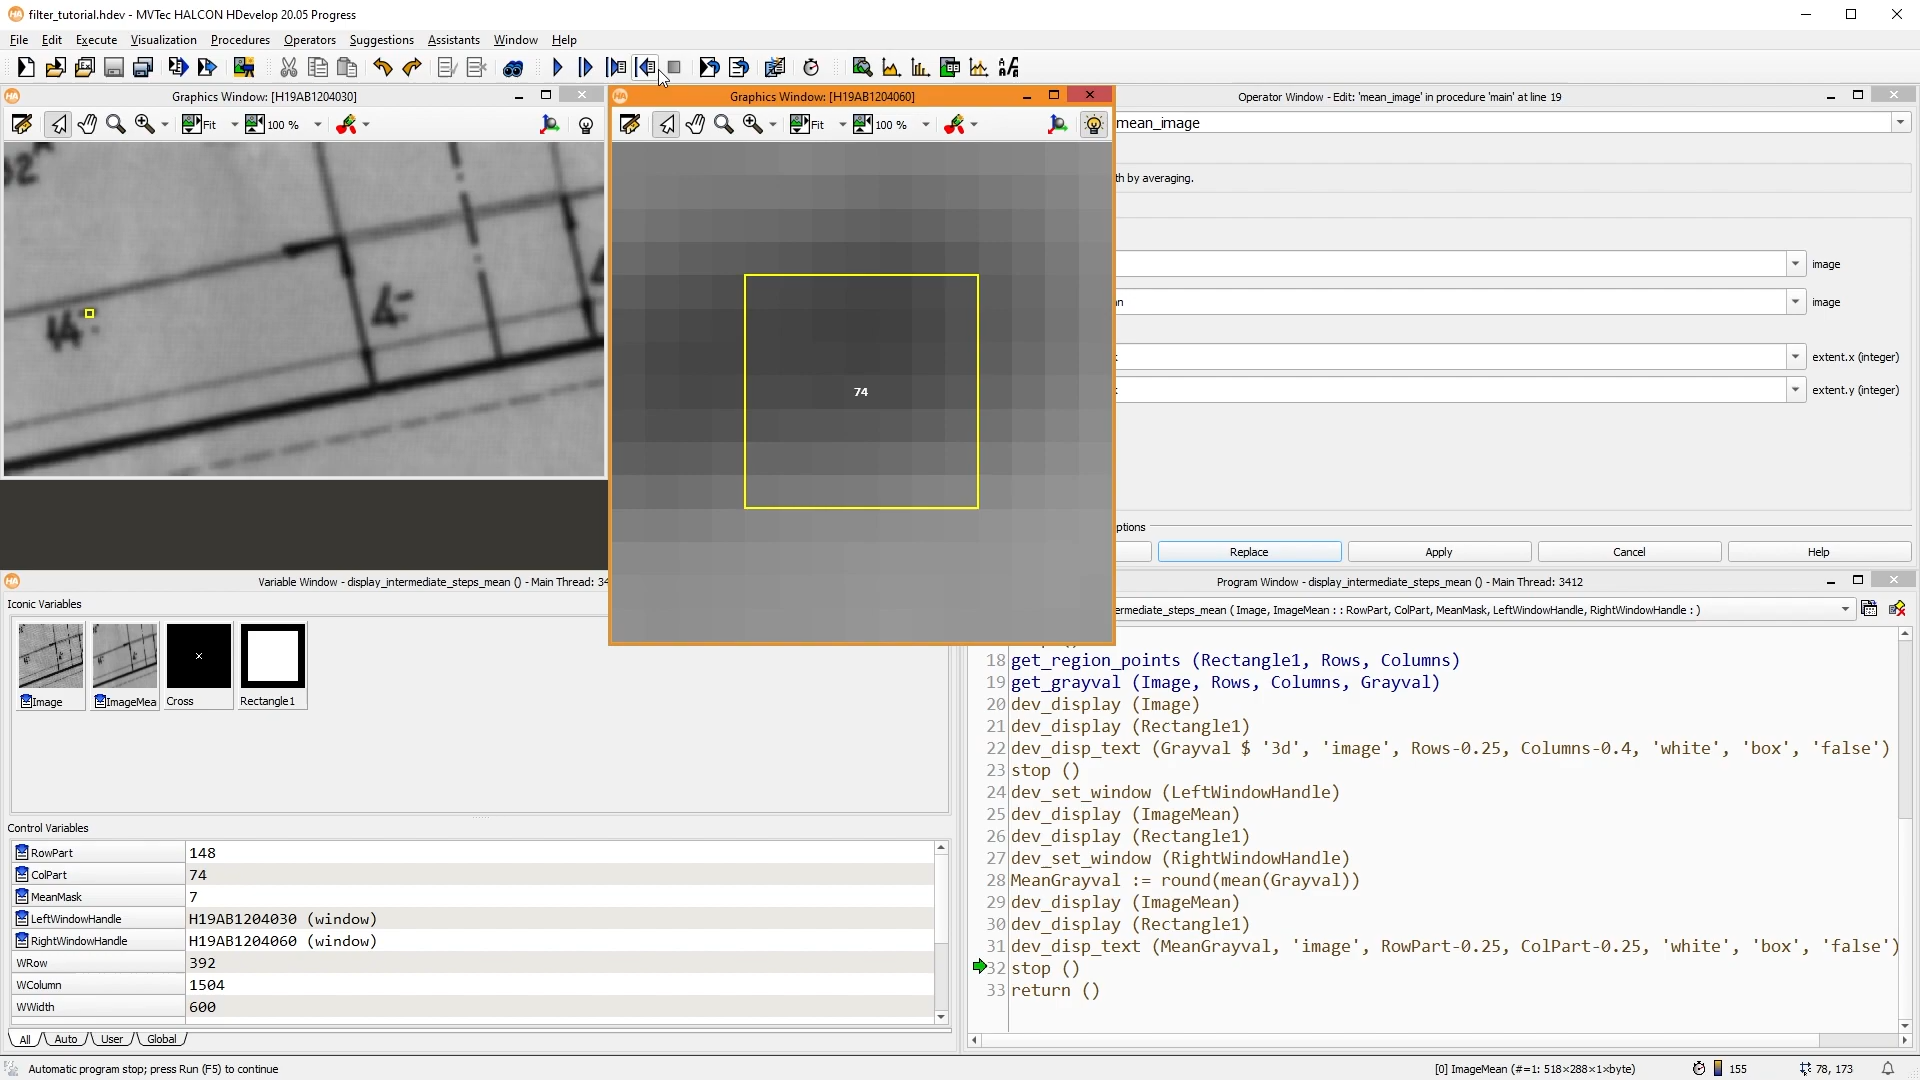 filter_tutorial.hdev - MVTec HALCON HDevelop 20.05 Progress
File Edit Execute Visualization Procedures Operators Suggestions Assistants Window Help
Graphics Window: [H19AB1204030]
Fit 100 %
4"
4-
Graphics Window: [H19AB1204060]
Fit 100 %
74
Operator Window - Edit: 'mean_image' in procedure 'main' at line 19
mean_image
th by averaging.
image
image
extent.x (integer)
extent.y (integer)
ptions
Replace Apply Cancel Help
Variable Window - display_intermediate_steps_mean () - Main Thread: 34
Iconic Variables
Image ImageMea Cross Rectangle1
Control Variables
RowPart 148
ColPart 74
MeanMask 7
LeftWindowHandle H19AB1204030 (window)
RightWindowHandle H19AB1204060 (window)
WRow 392
WColumn 1504
WWidth 600
All Auto User Global
Program Window - display_intermediate_steps_mean () - Main Thread: 3412
ermediate_steps_mean ( Image, ImageMean : : RowPart, ColPart, MeanMask, LeftWindowHandle, RightWindowHandle : )
18 get_region_points (Rectangle1, Rows, Columns)
19 get_grayval (Image, Rows, Columns, Grayval)
20 dev_display (Image)
21 dev_display (Rectangle1)
22 dev_disp_text (Grayval $ '3d', 'image', Rows-0.25, Columns-0.4, 'white', 'box', 'false')
23 stop ()
24 dev_set_window (LeftWindowHandle)
25 dev_display (ImageMean)
26 dev_display (Rectangle1)
27 dev_set_window (RightWindowHandle)
28 MeanGrayval := round(mean(Grayval))
29 dev_display (ImageMean)
30 dev_display (Rectangle1)
31 dev_disp_text (MeanGrayval, 'image', RowPart-0.25, ColPart-0.25, 'white', 'box', 'false')
32 stop ()
33 return ()
Automatic program stop; press Run (F5) to continue
[0] ImageMean (#=1: 518×288×1×byte) 155 78, 173